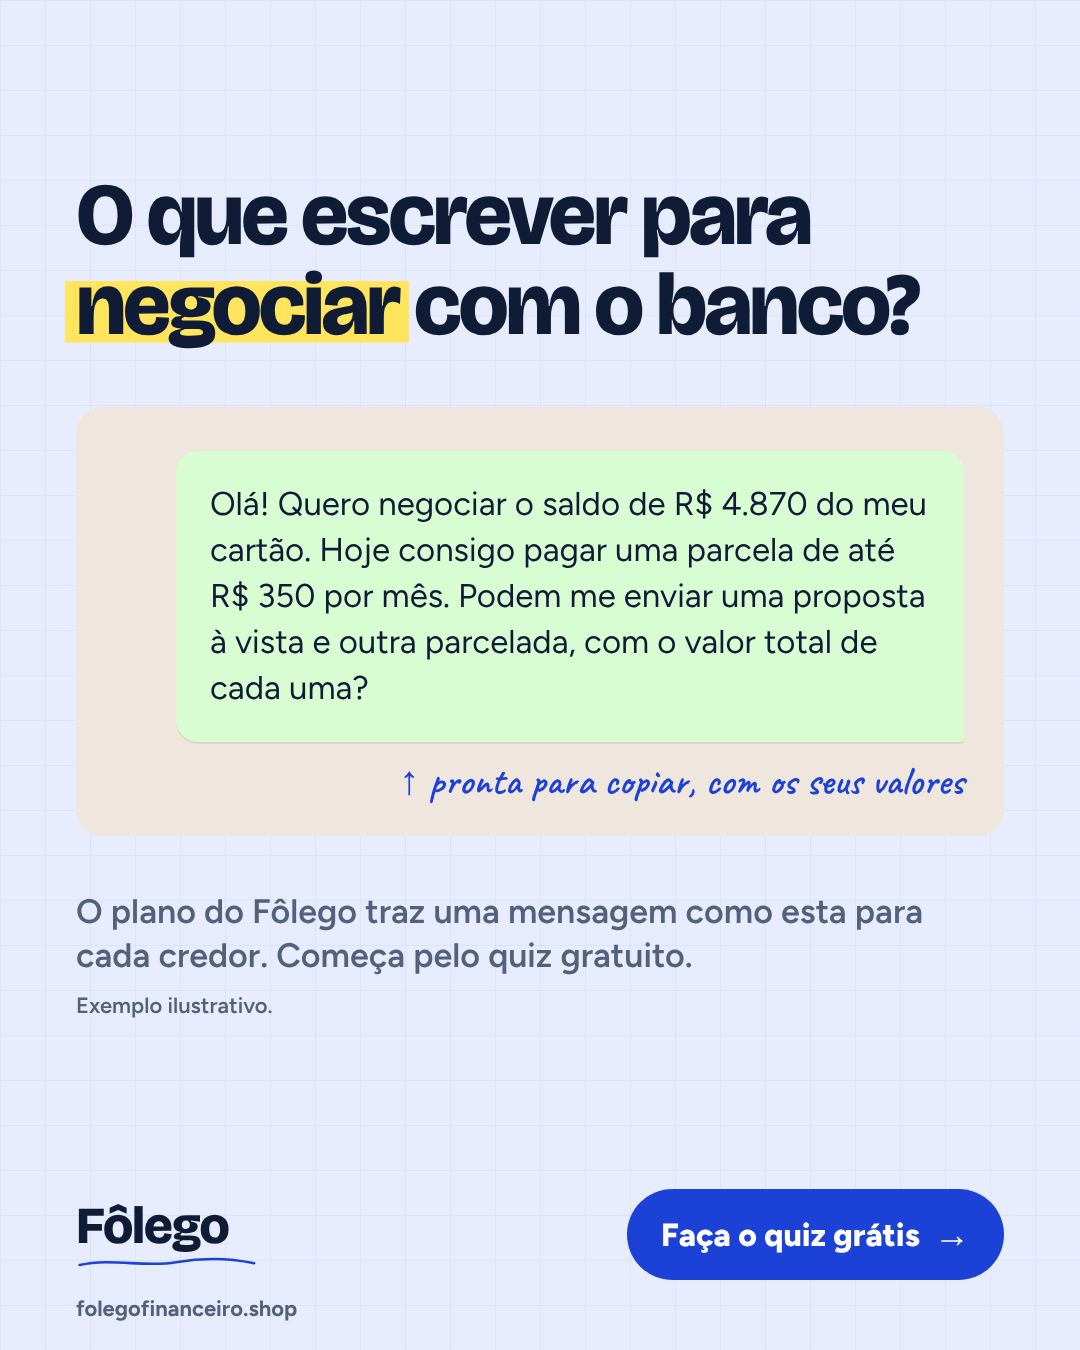 O que escrever para
negociar com o banco?
Olá! Quero negociar o saldo de R$ 4.870 do meu
cartão. Hoje consigo pagar uma parcela de até
R$ 350 por mês. Podem me enviar uma proposta
à vista e outra parcelada, com o valor total de
cada uma?
↑ pronta para copiar, com os seus valores
O plano do Fôlego traz uma mensagem como esta para
cada credor. Começa pelo quiz gratuito.
Exemplo ilustrativo.
Fôlego
Faça o quiz grátis →
folegofinanceiro.shop